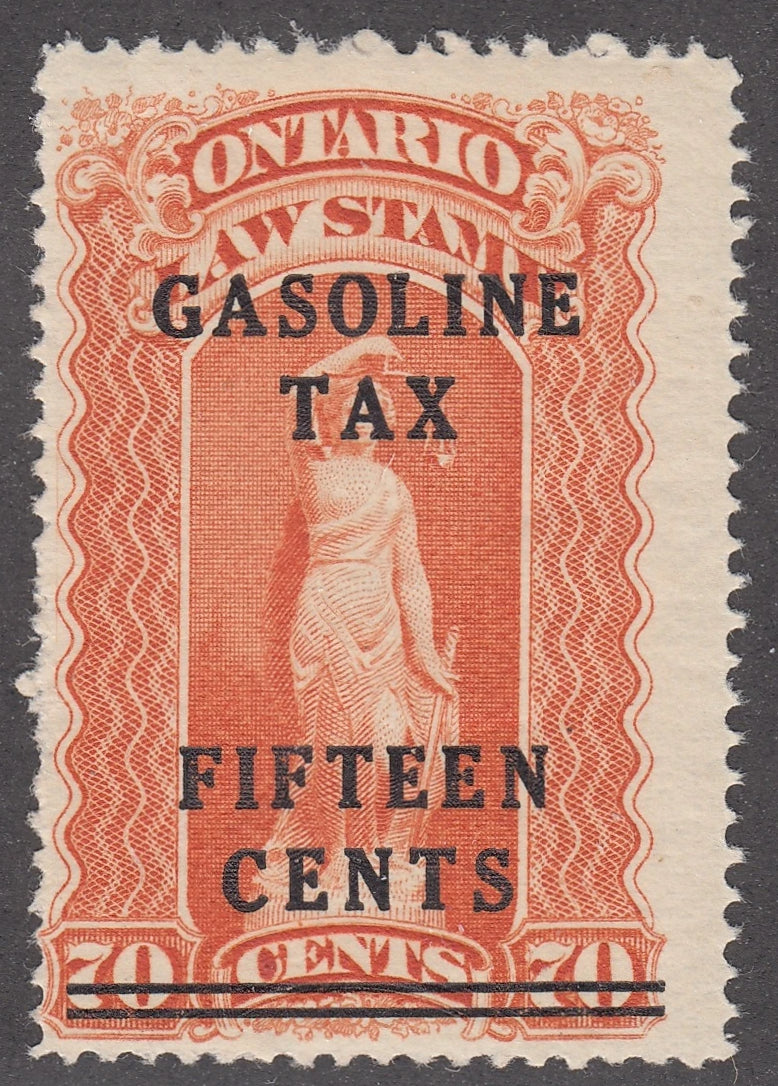 ONTARIO
LAW STAMP
GASOLINE
TAX
FIFTEEN
CENTS
70 CENTS 70